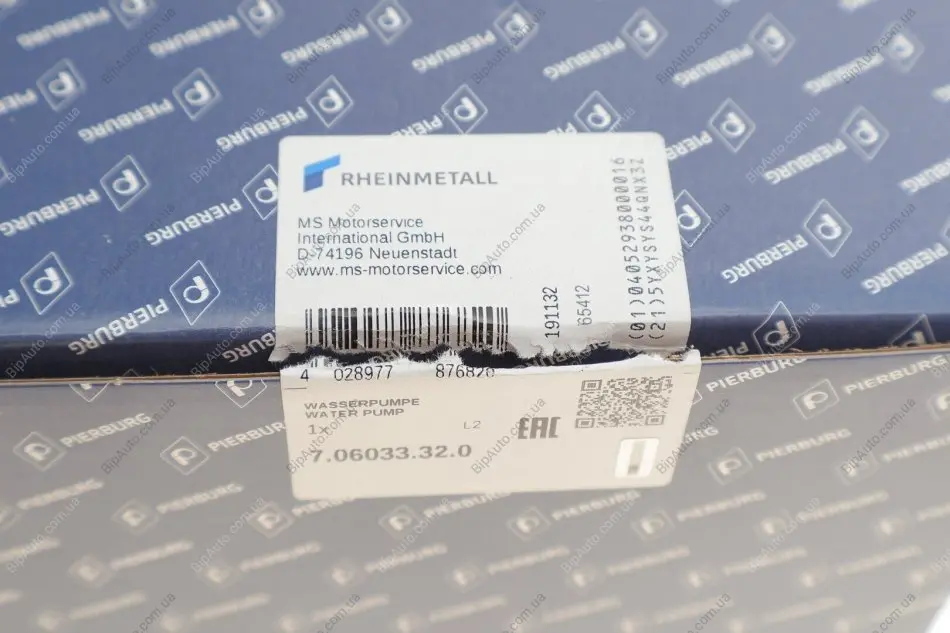 RHEINMETALL
MS Motorservice
International GmbH
D-74196 Neuenstadt
www.ms-motorservice.com
191132
65412
(01)04052938000016
(21)5YXYSYS44QNX3Z
4 028977 876820
WASSERPUMPE
WATER PUMP
1x
L2
EAC
7.06033.32.0
PIERBURG
BipAuto.com.ua